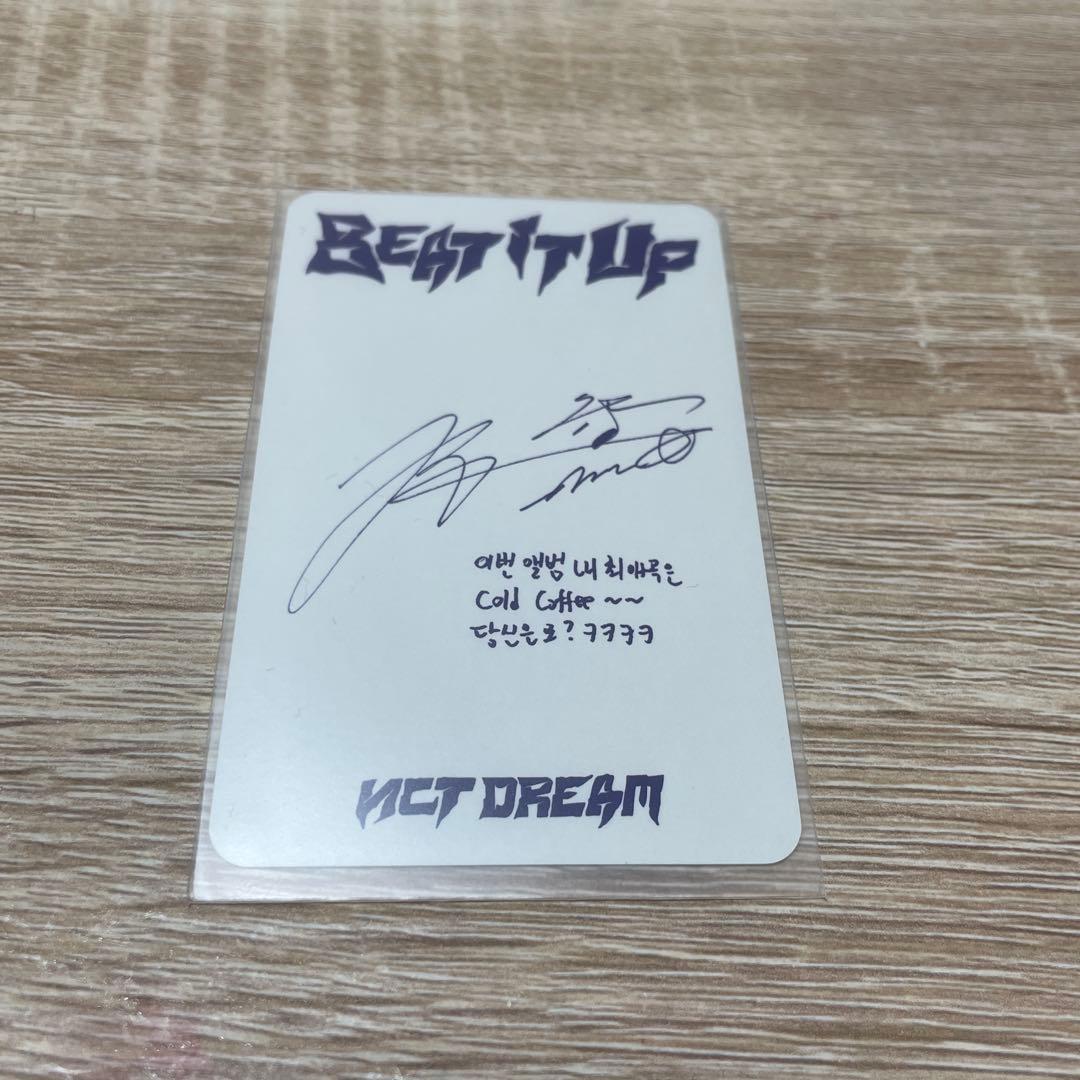 BEAT IT UP
이번 앨범 내 최애곡은
Cold Coffee ~~
당신은요? ㅋㅋㅋㅋ
NCT DREAM